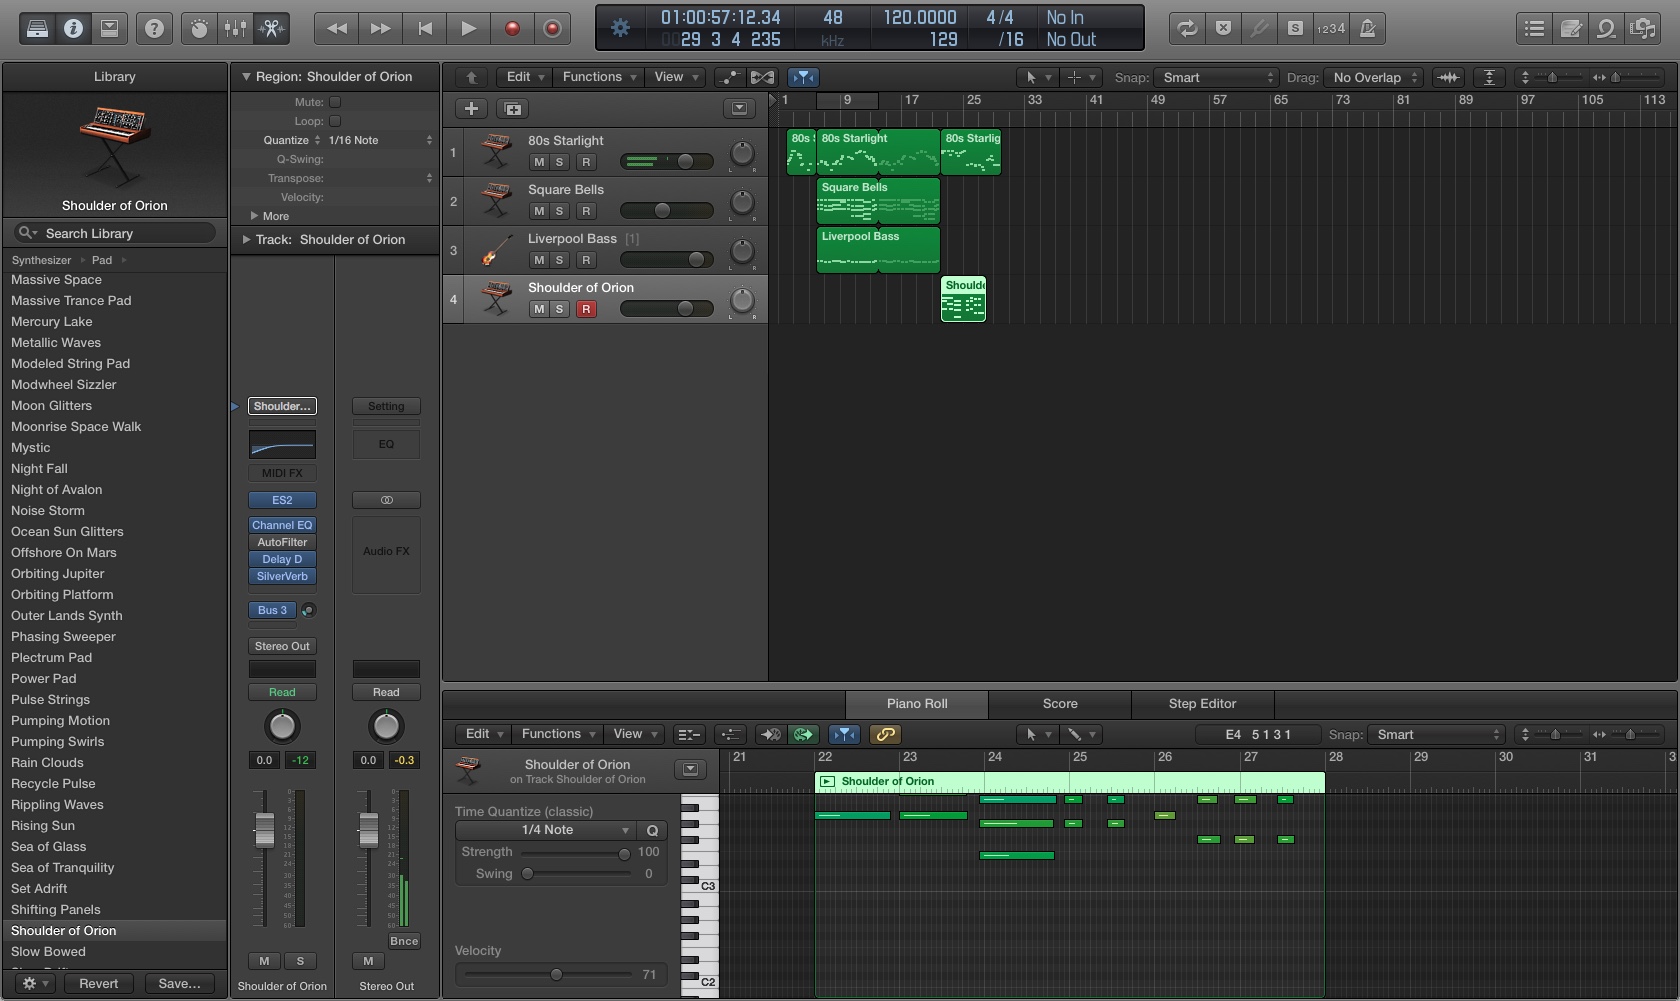 01:00:57:12.34 48 120.0000 4/4 No In
29 3 4 235 kHz 129 /16 No Out
S 1234
Library
Region: Shoulder of Orion
Edit Functions View Snap: Smart Drag: No Overlap
Mute:
Loop:
Quantize 1/16 Note
Q-Swing:
Transpose:
Velocity:
More
Track: Shoulder of Orion
Shoulder of Orion
Search Library
Synthesizer Pad
Massive Space
Massive Trance Pad
Mercury Lake
Metallic Waves
Modeled String Pad
Modwheel Sizzler
Moon Glitters
Moonrise Space Walk
Mystic
Night Fall
Night of Avalon
Noise Storm
Ocean Sun Glitters
Offshore On Mars
Orbiting Jupiter
Orbiting Platform
Outer Lands Synth
Phasing Sweeper
Plectrum Pad
Power Pad
Pulse Strings
Pumping Motion
Pumping Swirls
Rain Clouds
Recycle Pulse
Rippling Waves
Rising Sun
Sea of Glass
Sea of Tranquility
Set Adrift
Shifting Panels
Shoulder of Orion
Slow Bowed
Revert Save...
Shoulder... Setting
EQ
MIDI FX
ES2
Channel EQ
AutoFilter
Delay D
SilverVerb
Audio FX
Bus 3
Stereo Out
Read Read
0.0 -12 0.0 -0.3
Bnce
M S M
Shoulder of Orion Stereo Out
1 9 17 25 33 41 49 57 65 73 81 89 97 105 113
1 80s Starlight
M S R
L R
80s 80s Starlight 80s Starlig
2 Square Bells
M S R
L R
Square Bells
3 Liverpool Bass [1]
M S R
L R
Liverpool Bass
4 Shoulder of Orion
M S R
L R
Shoulde
Piano Roll Score Step Editor
Edit Functions View E4 5 1 3 1 Snap: Smart
21 22 23 24 25 26 27 28 29 30 31 3
Shoulder of Orion
on Track Shoulder of Orion
Shoulder of Orion
Time Quantize (classic)
1/4 Note Q
Strength 100
Swing 0
C3
Velocity
71
C2